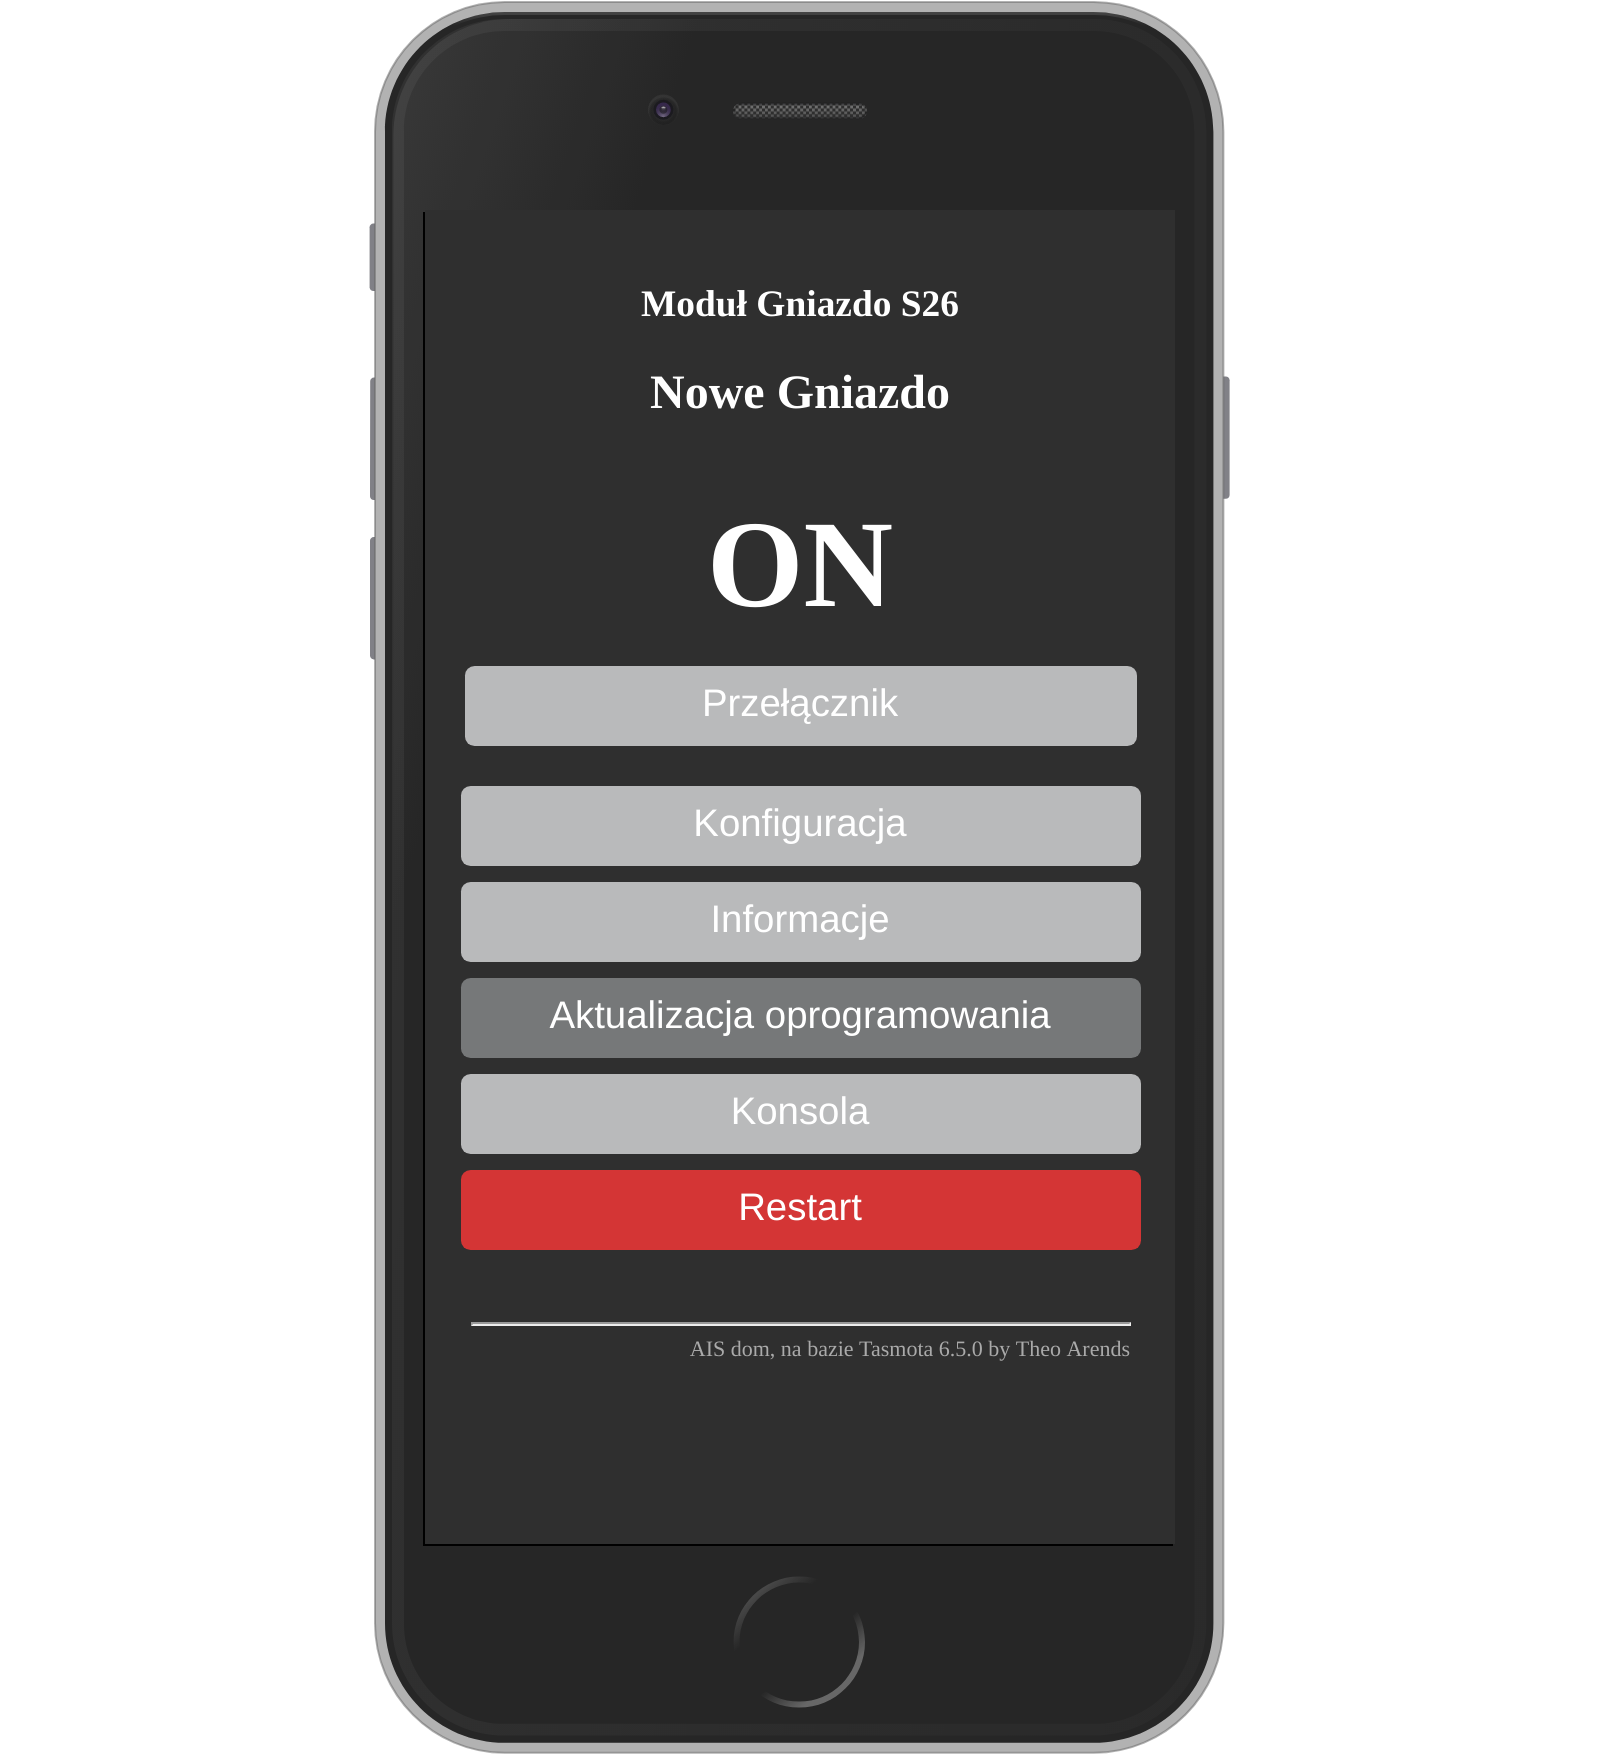 Moduł Gniazdo S26
Nowe Gniazdo
ON
Przełącznik
Konfiguracja
Informacje
Aktualizacja oprogramowania
Konsola
Restart
AIS dom, na bazie Tasmota 6.5.0 by Theo Arends